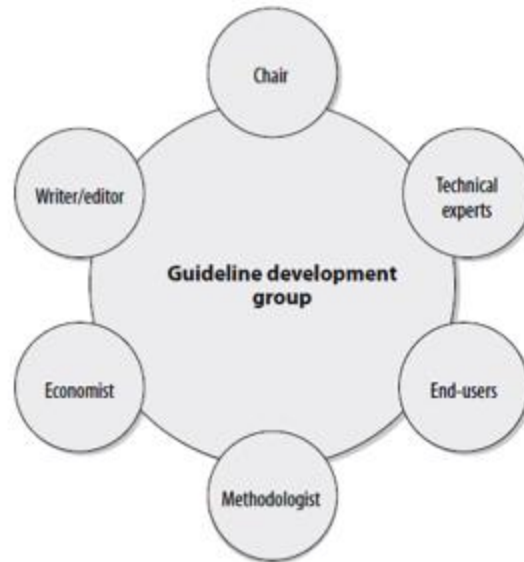 Chair
Technical
experts
Writer/editor
Guideline development
group
Economist
End-users
Methodologist